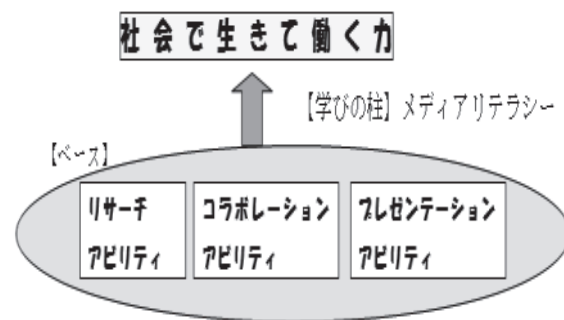 社会で生きて働く力
【学びの柱】メディアリテラシー
【ベース】
リサーチ
アビリティ
コラボレーション
アビリティ
プレゼンテーション
アビリティ